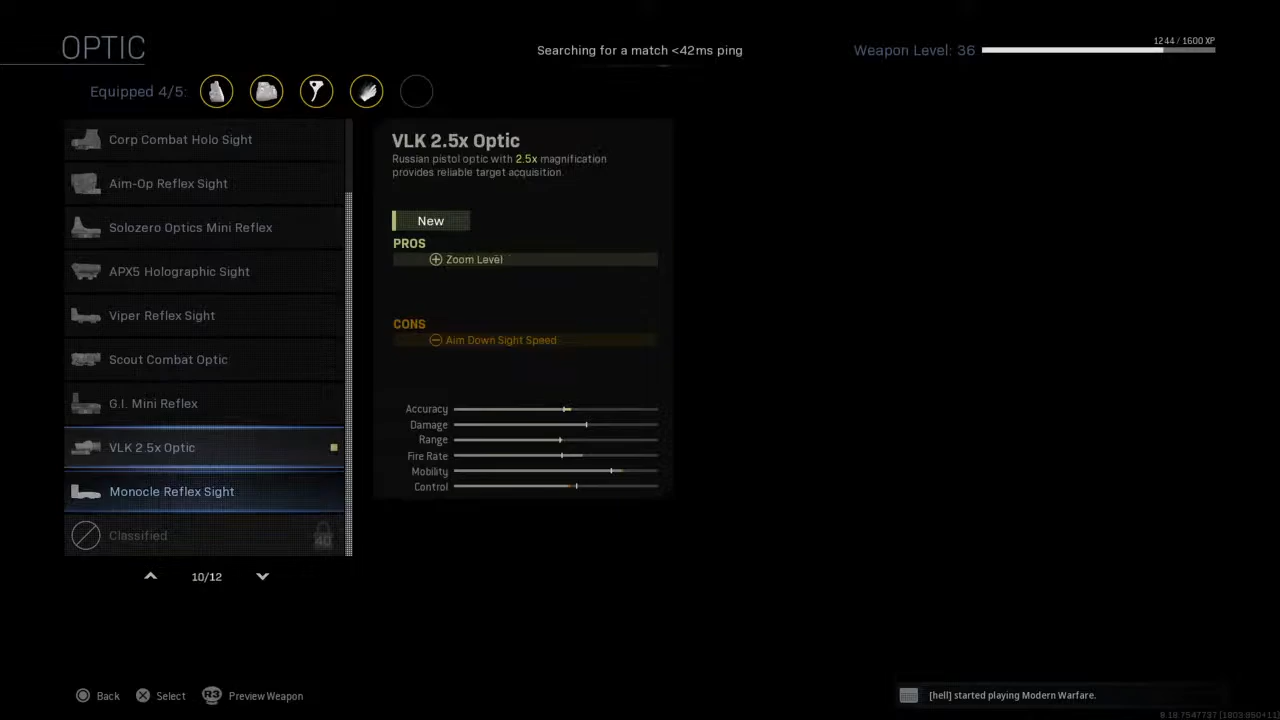 OPTIC
Searching for a match <42ms ping
Weapon Level: 36
1244 / 1600 XP
Equipped 4/5:
Corp Combat Holo Sight
Aim-Op Reflex Sight
Solozero Optics Mini Reflex
APX5 Holographic Sight
Viper Reflex Sight
Scout Combat Optic
G.I. Mini Reflex
VLK 2.5x Optic
Monocle Reflex Sight
Classified
40
10/12
VLK 2.5x Optic
Russian pistol optic with 2.5x magnification
provides reliable target acquisition.
New
PROS
Zoom Level
CONS
Aim Down Sight Speed
Accuracy
Damage
Range
Fire Rate
Mobility
Control
Back
Select
R3 Preview Weapon
[hell] started playing Modern Warfare.